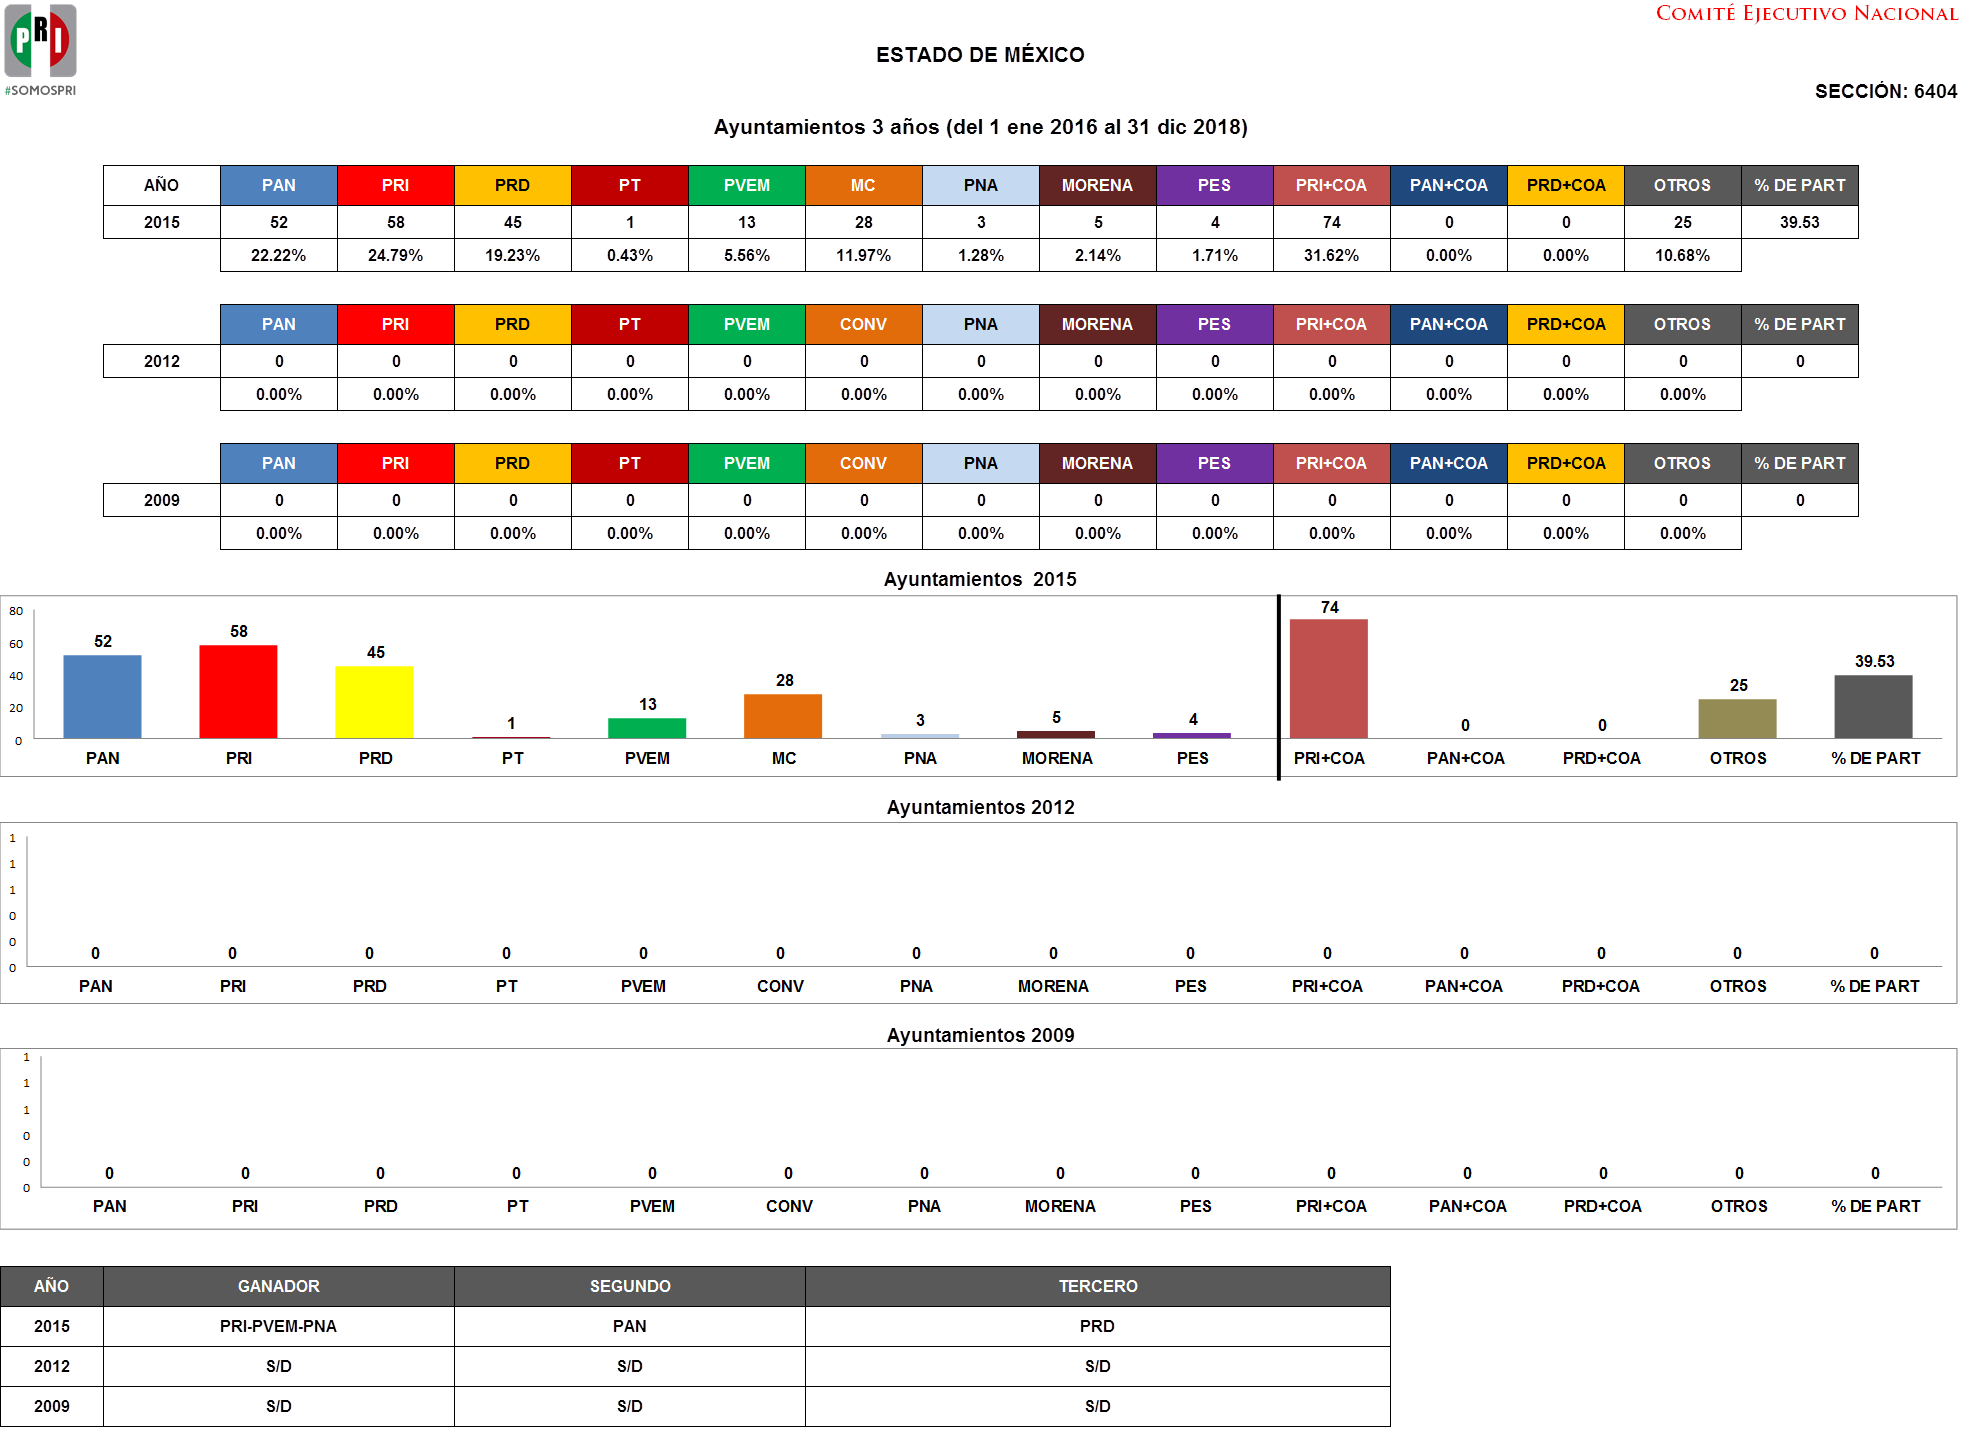 COMITÉ EJECUTIVO NACIONAL
PRI
#SOMOSPRI
ESTADO DE MÉXICO
SECCIÓN: 6404
Ayuntamientos 3 años (del 1 ene 2016 al 31 dic 2018)
AÑO PAN PRI PRD PT PVEM MC PNA MORENA PES PRI+COA PAN+COA PRD+COA OTROS % DE PART
2015 52 58 45 1 13 28 3 5 4 74 0 0 25 39.53
22.22% 24.79% 19.23% 0.43% 5.56% 11.97% 1.28% 2.14% 1.71% 31.62% 0.00% 0.00% 10.68%
PAN PRI PRD PT PVEM CONV PNA MORENA PES PRI+COA PAN+COA PRD+COA OTROS % DE PART
2012 0 0 0 0 0 0 0 0 0 0 0 0 0 0
0.00% 0.00% 0.00% 0.00% 0.00% 0.00% 0.00% 0.00% 0.00% 0.00% 0.00% 0.00% 0.00%
PAN PRI PRD PT PVEM CONV PNA MORENA PES PRI+COA PAN+COA PRD+COA OTROS % DE PART
2009 0 0 0 0 0 0 0 0 0 0 0 0 0 0
0.00% 0.00% 0.00% 0.00% 0.00% 0.00% 0.00% 0.00% 0.00% 0.00% 0.00% 0.00% 0.00%
Ayuntamientos 2015
80
60
40
20
0
52 58 45 1 13 28 3 5 4 74 0 0 25 39.53
PAN PRI PRD PT PVEM MC PNA MORENA PES PRI+COA PAN+COA PRD+COA OTROS % DE PART
Ayuntamientos 2012
1
1
1
0
0
0
0 0 0 0 0 0 0 0 0 0 0 0 0 0
PAN PRI PRD PT PVEM CONV PNA MORENA PES PRI+COA PAN+COA PRD+COA OTROS % DE PART
Ayuntamientos 2009
1
1
1
0
0
0
0 0 0 0 0 0 0 0 0 0 0 0 0 0
PAN PRI PRD PT PVEM CONV PNA MORENA PES PRI+COA PAN+COA PRD+COA OTROS % DE PART
AÑO GANADOR SEGUNDO TERCERO
2015 PRI-PVEM-PNA PAN PRD
2012 S/D S/D S/D
2009 S/D S/D S/D